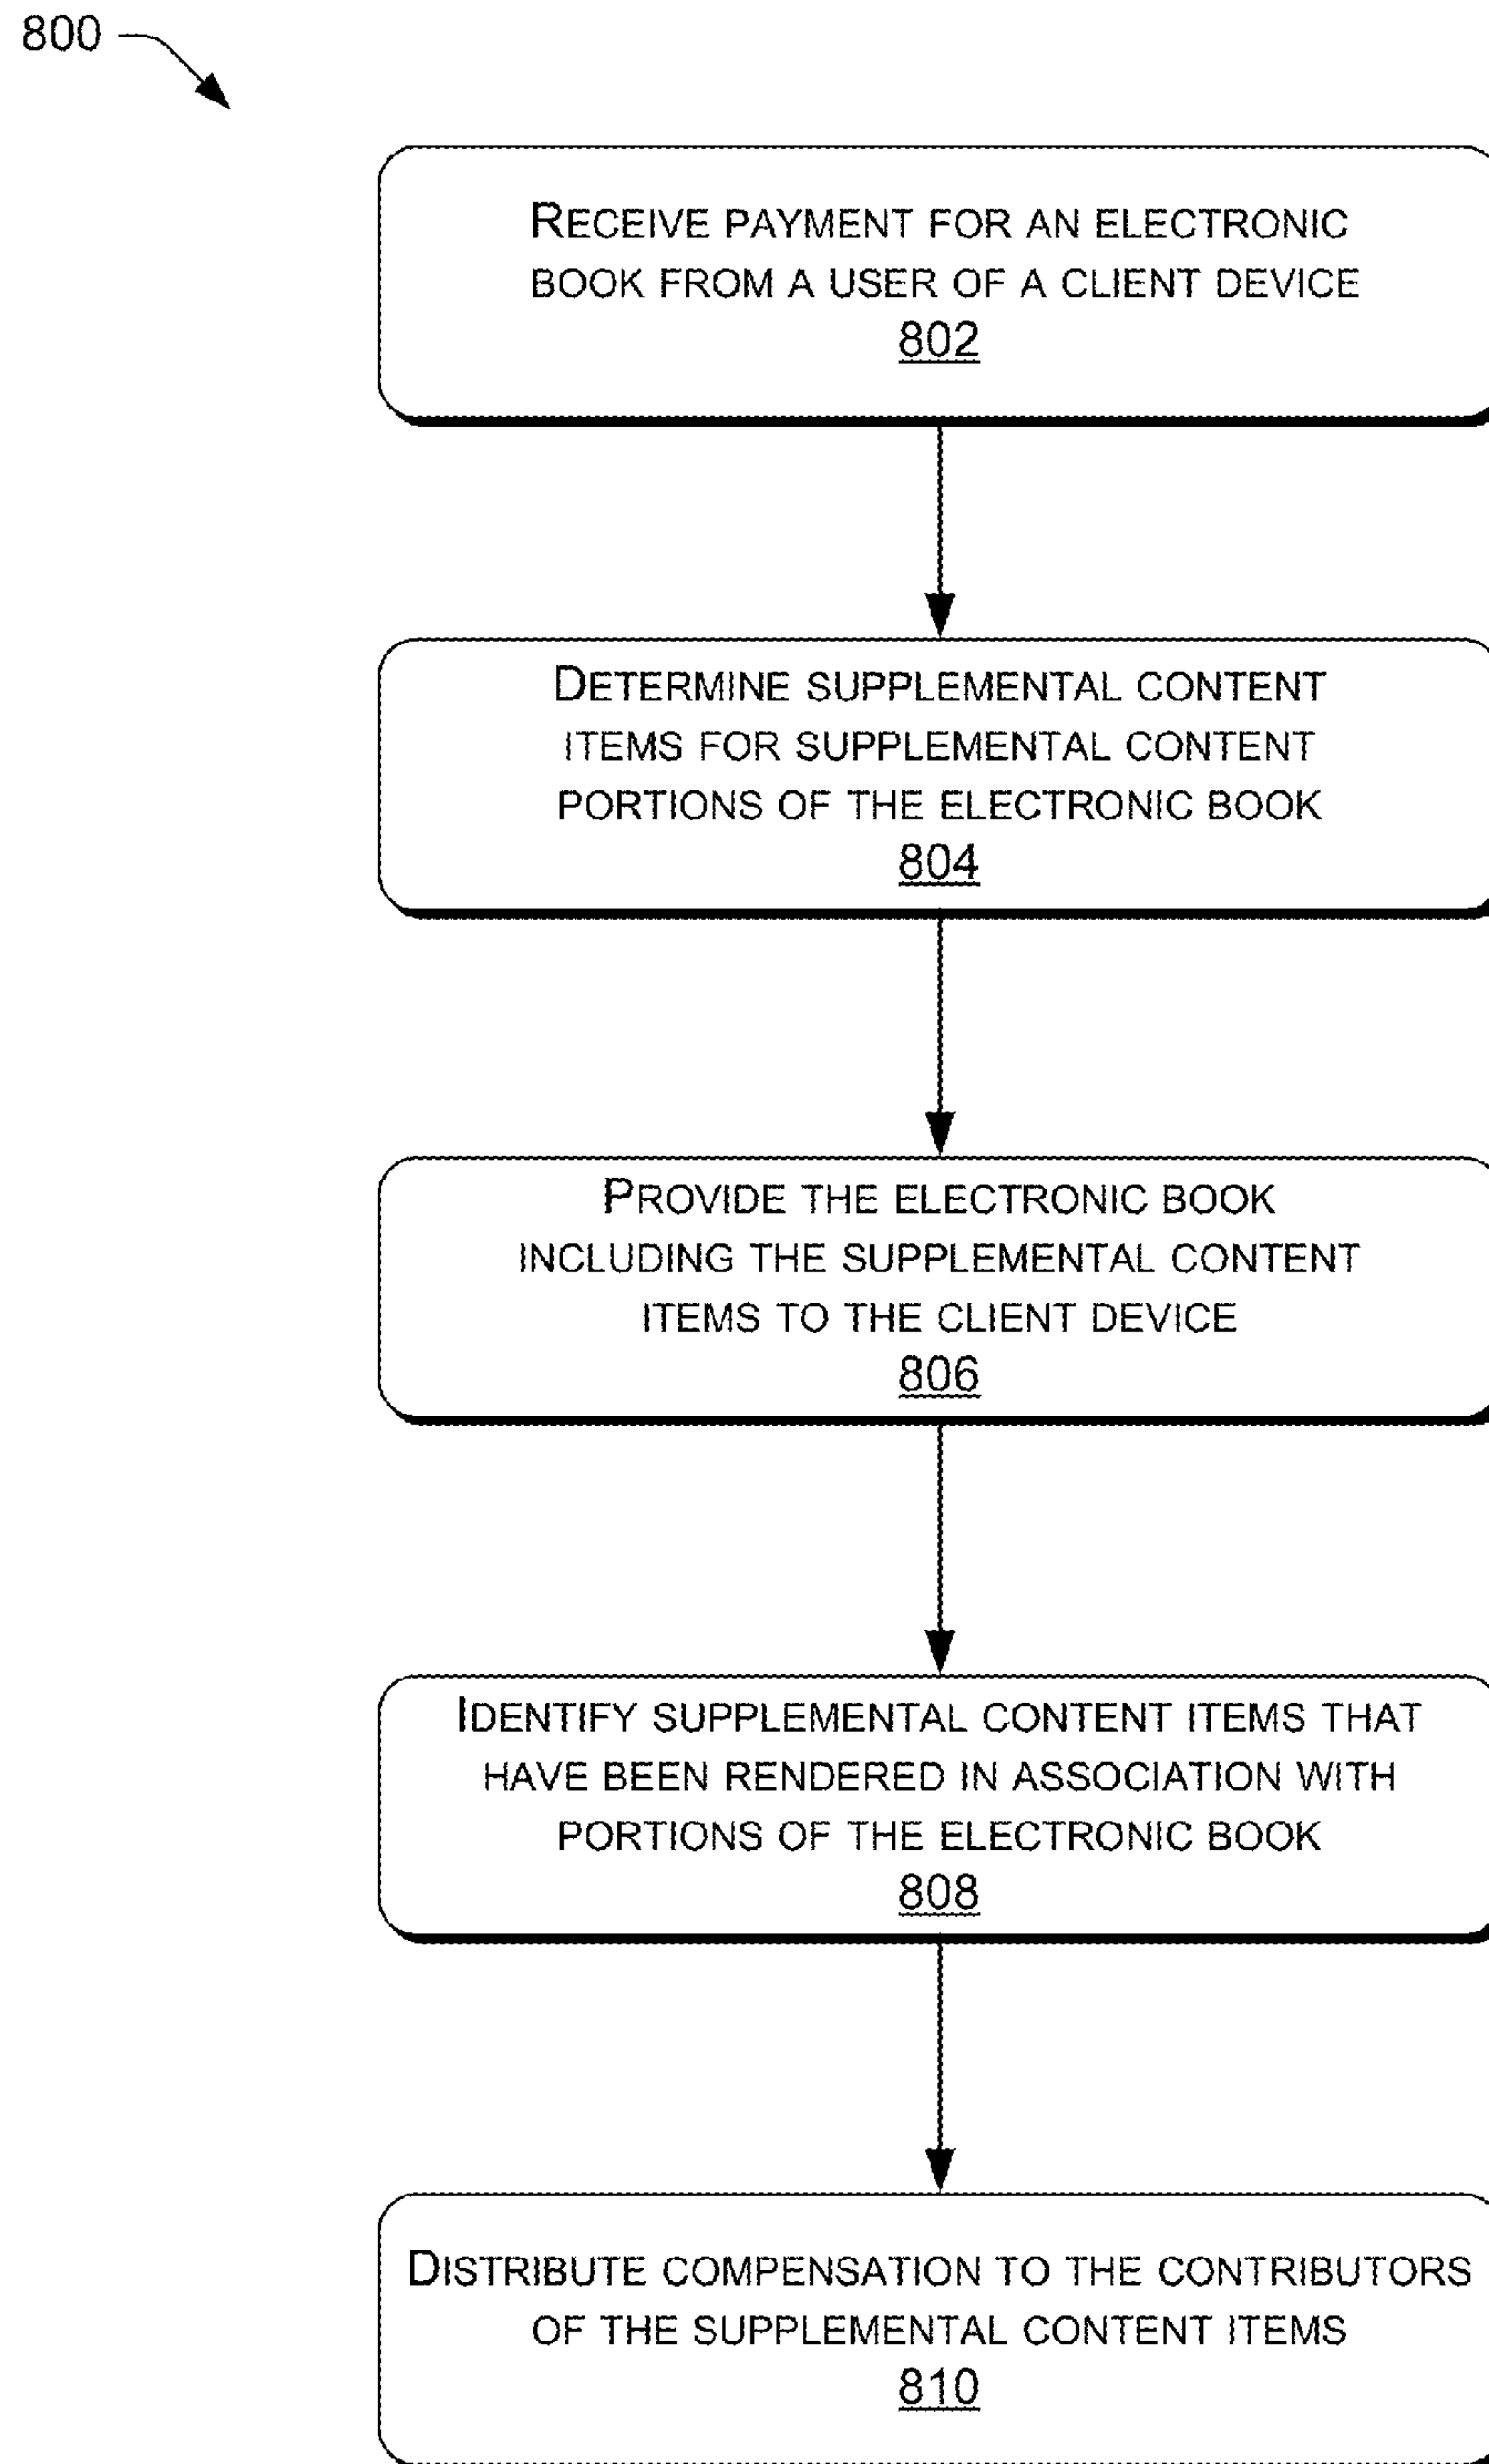 800
RECEIVE PAYMENT FOR AN ELECTRONIC
BOOK FROM A USER OF A CLIENT DEVICE
802
DETERMINE SUPPLEMENTAL CONTENT
ITEMS FOR SUPPLEMENTAL CONTENT
PORTIONS OF THE ELECTRONIC BOOK
804
PROVIDE THE ELECTRONIC BOOK
INCLUDING THE SUPPLEMENTAL CONTENT
ITEMS TO THE CLIENT DEVICE
806
IDENTIFY SUPPLEMENTAL CONTENT ITEMS THAT
HAVE BEEN RENDERED IN ASSOCIATION WITH
PORTIONS OF THE ELECTRONIC BOOK
808
DISTRIBUTE COMPENSATION TO THE CONTRIBUTORS
OF THE SUPPLEMENTAL CONTENT ITEMS
810